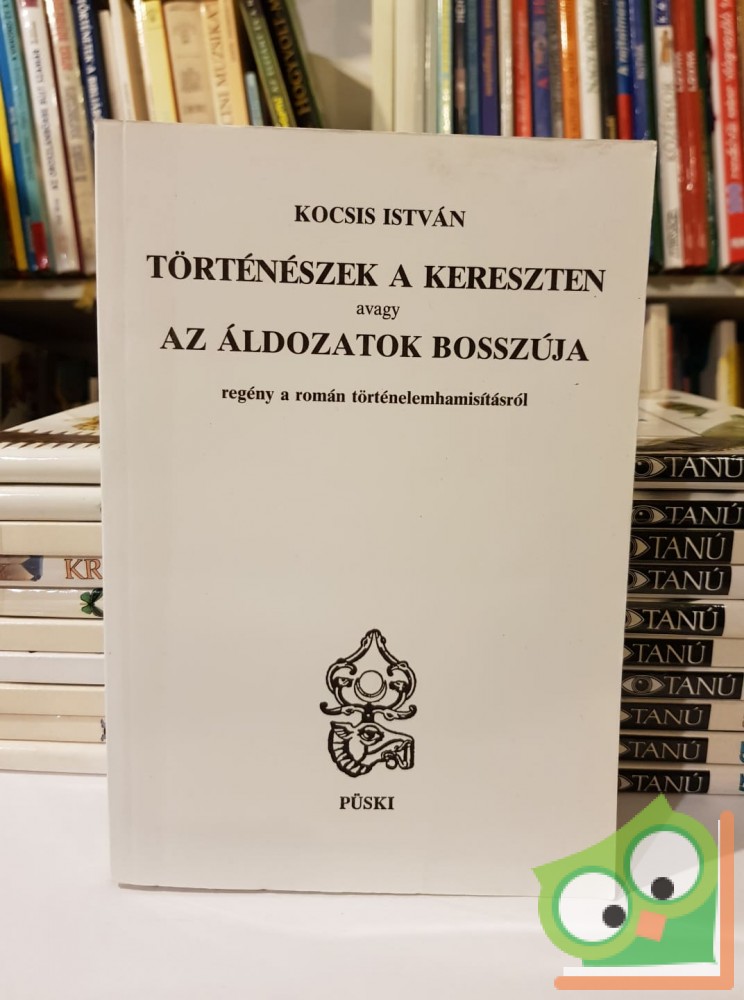 KOCSIS ISTVÁN
TÖRTÉNÉSZEK A KERESZTEN
avagy
AZ ÁLDOZATOK BOSSZÚJA
regény a román történelemhamisításról
PÜSKI
KR
TANÚ
TANÚ
TANÚ
TANÚ
TANÚ
TANÚ
TANÚ
TANÚ
TANÚ
TANÚ